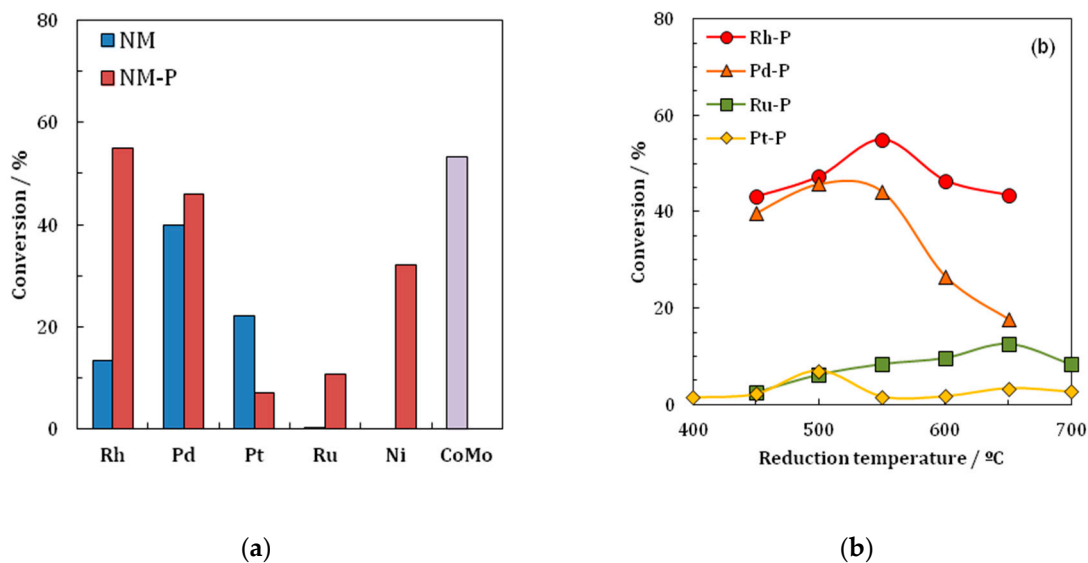 (a)
80
60
40
20
0
Conversion / %
NM
NM-P
Rh Pd Pt Ru Ni CoMo
(b)
80
60
40
20
0
Conversion / %
Rh-P
Pd-P
Ru-P
Pt-P
400 500 600 700
Reduction temperature / ºC
(a) (b)